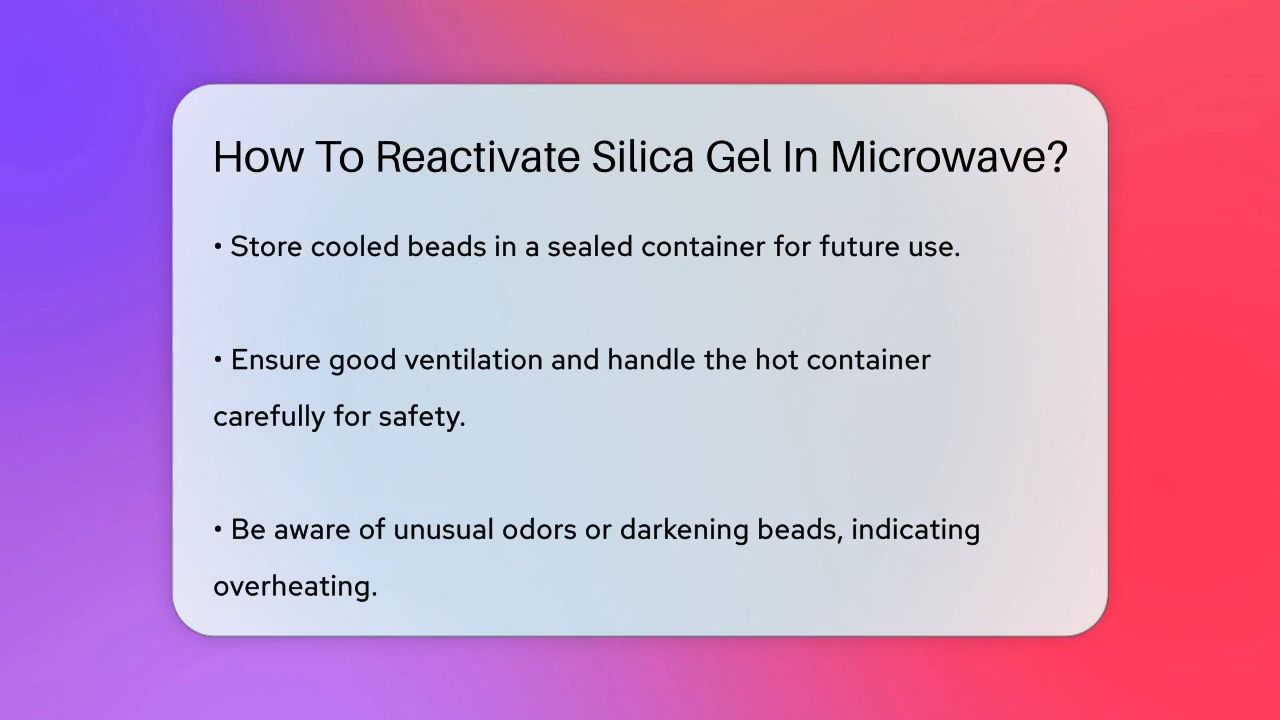 How To Reactivate Silica Gel In Microwave?
• Store cooled beads in a sealed container for future use.
• Ensure good ventilation and handle the hot container
carefully for safety.
• Be aware of unusual odors or darkening beads, indicating
overheating.